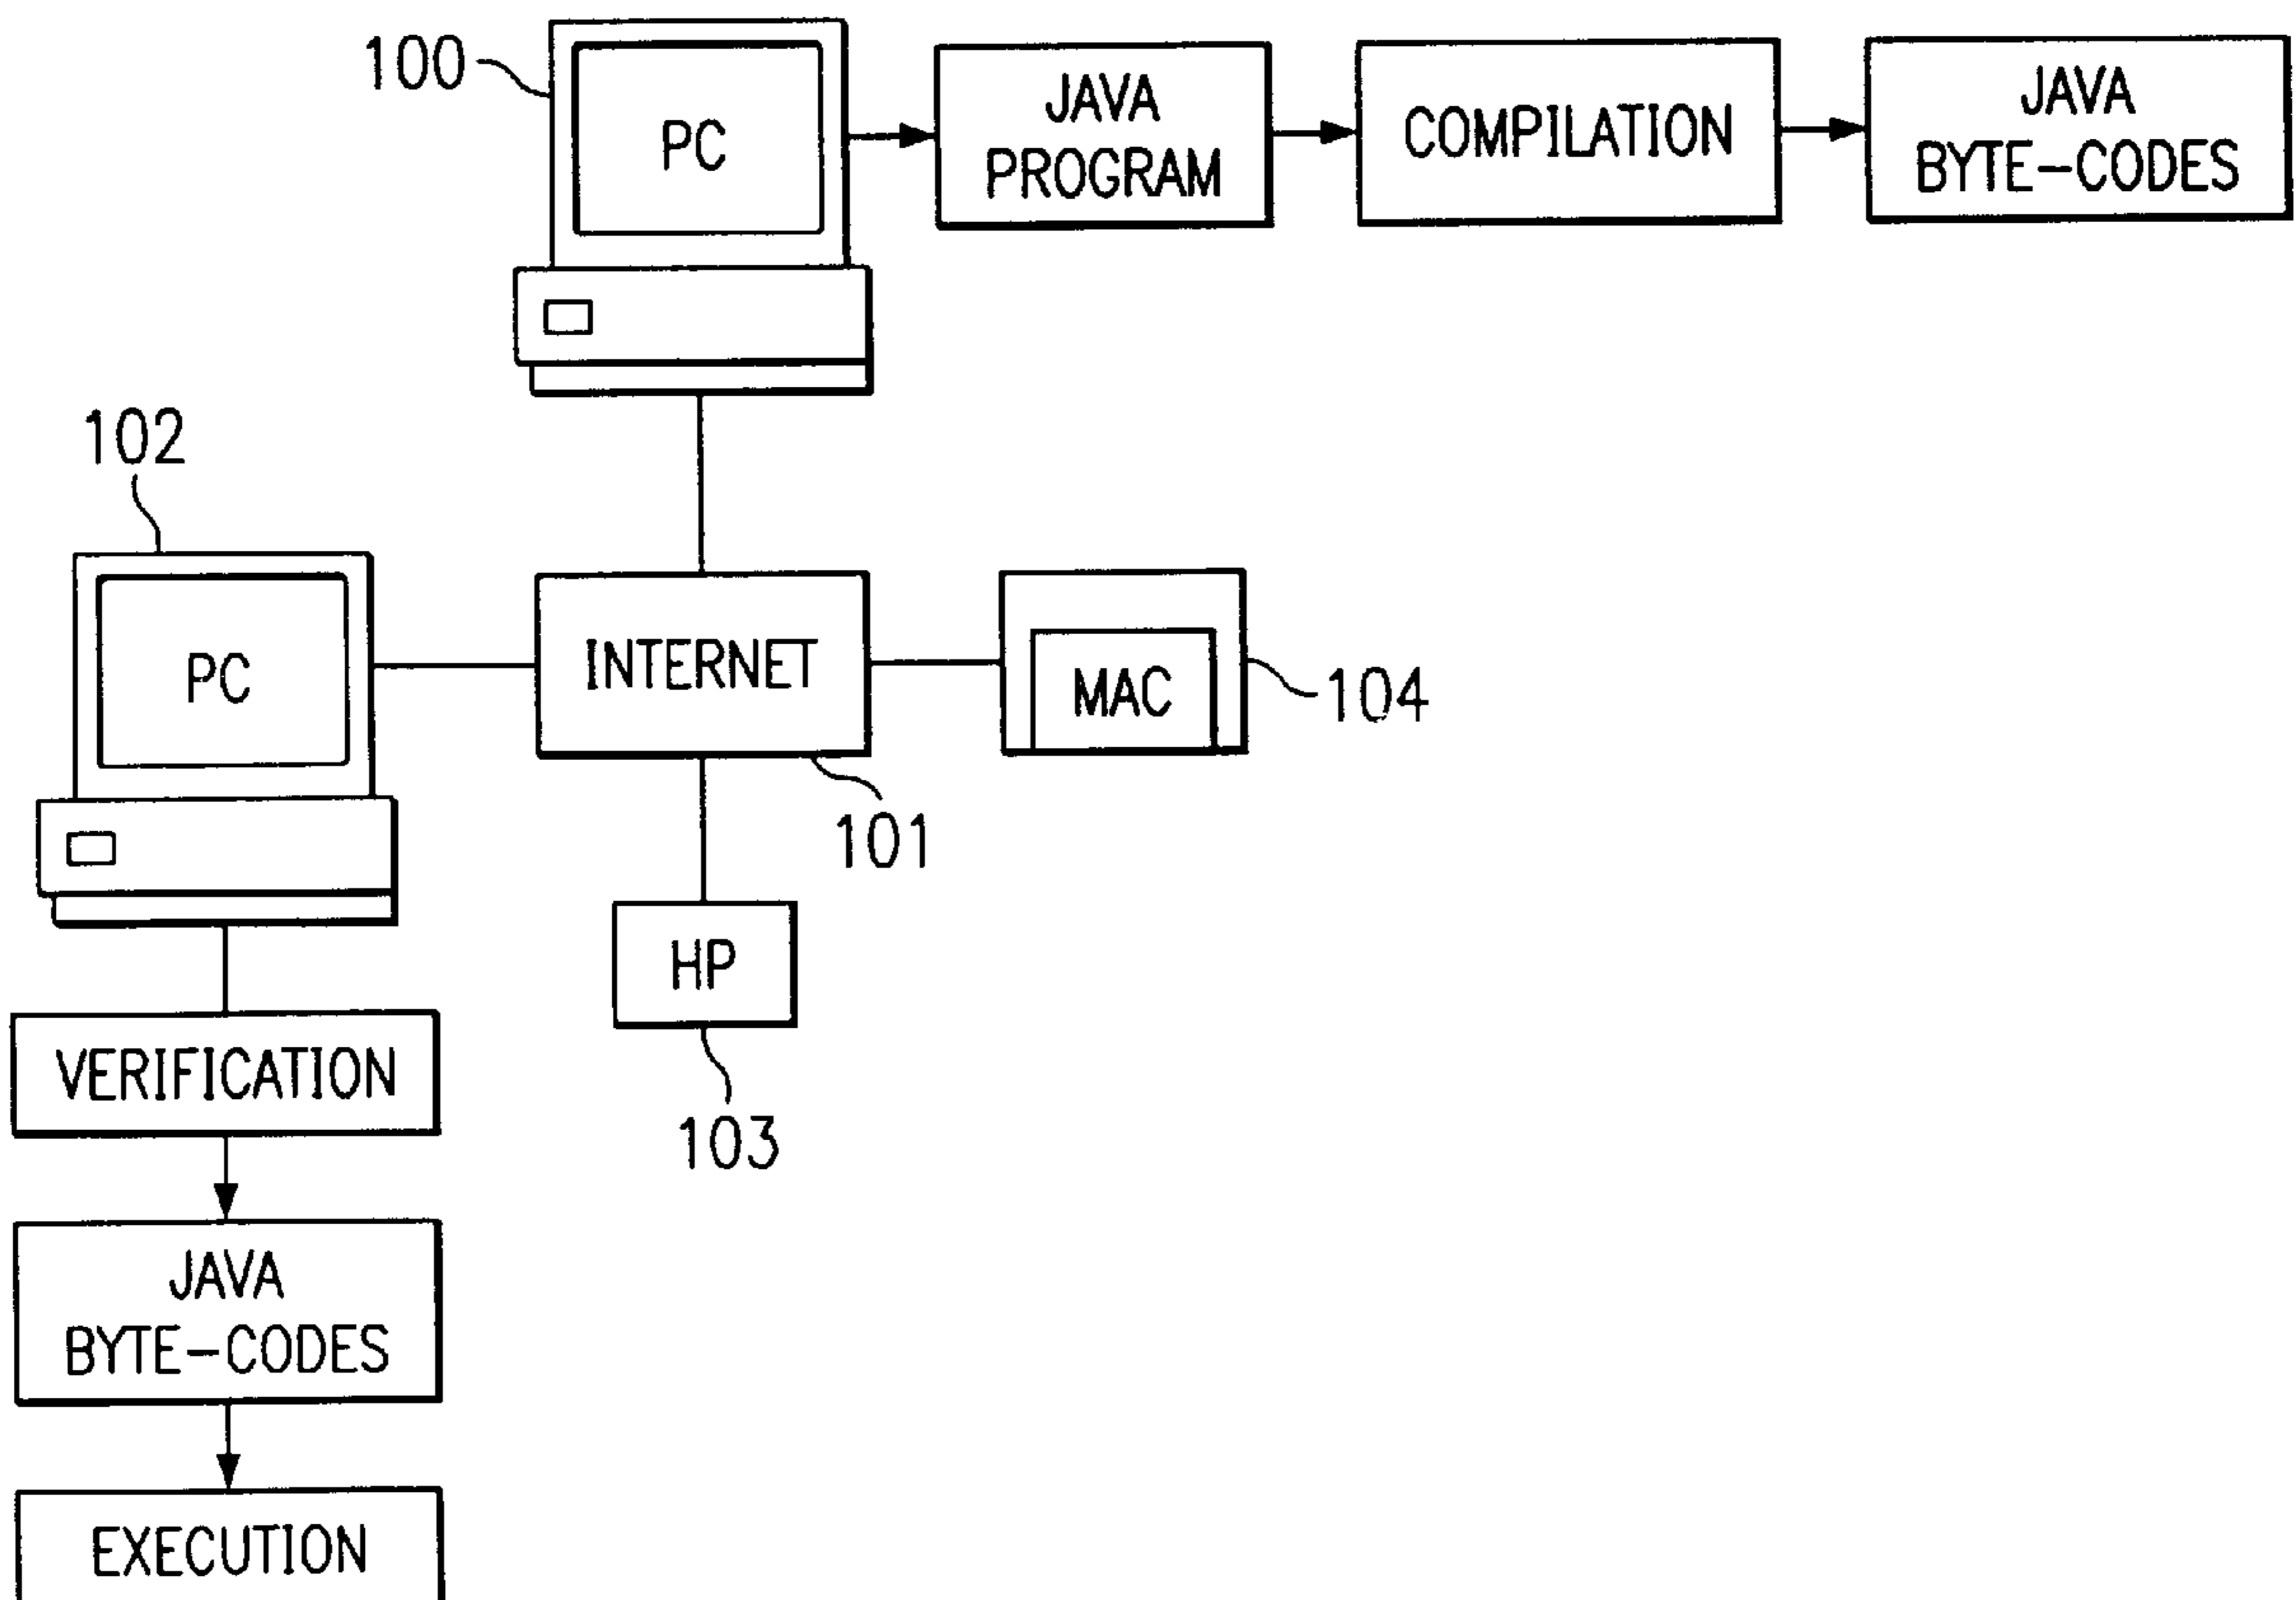 100
PC
JAVA
PROGRAM
COMPILATION
JAVA
BYTE-CODES
102
PC
INTERNET
MAC
104
101
HP
103
VERIFICATION
JAVA
BYTE-CODES
EXECUTION